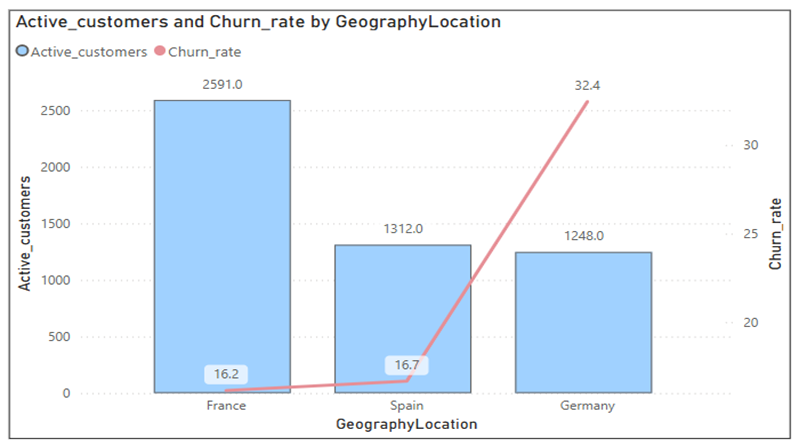 Active_customers and Churn_rate by GeographyLocation
Active_customers Churn_rate
2591.0
32.4
2500
30
2000
1500
1312.0
1248.0
25
1000
20
500
16.2
16.7
0
France Spain Germany
GeographyLocation
Active_customers
Churn_rate